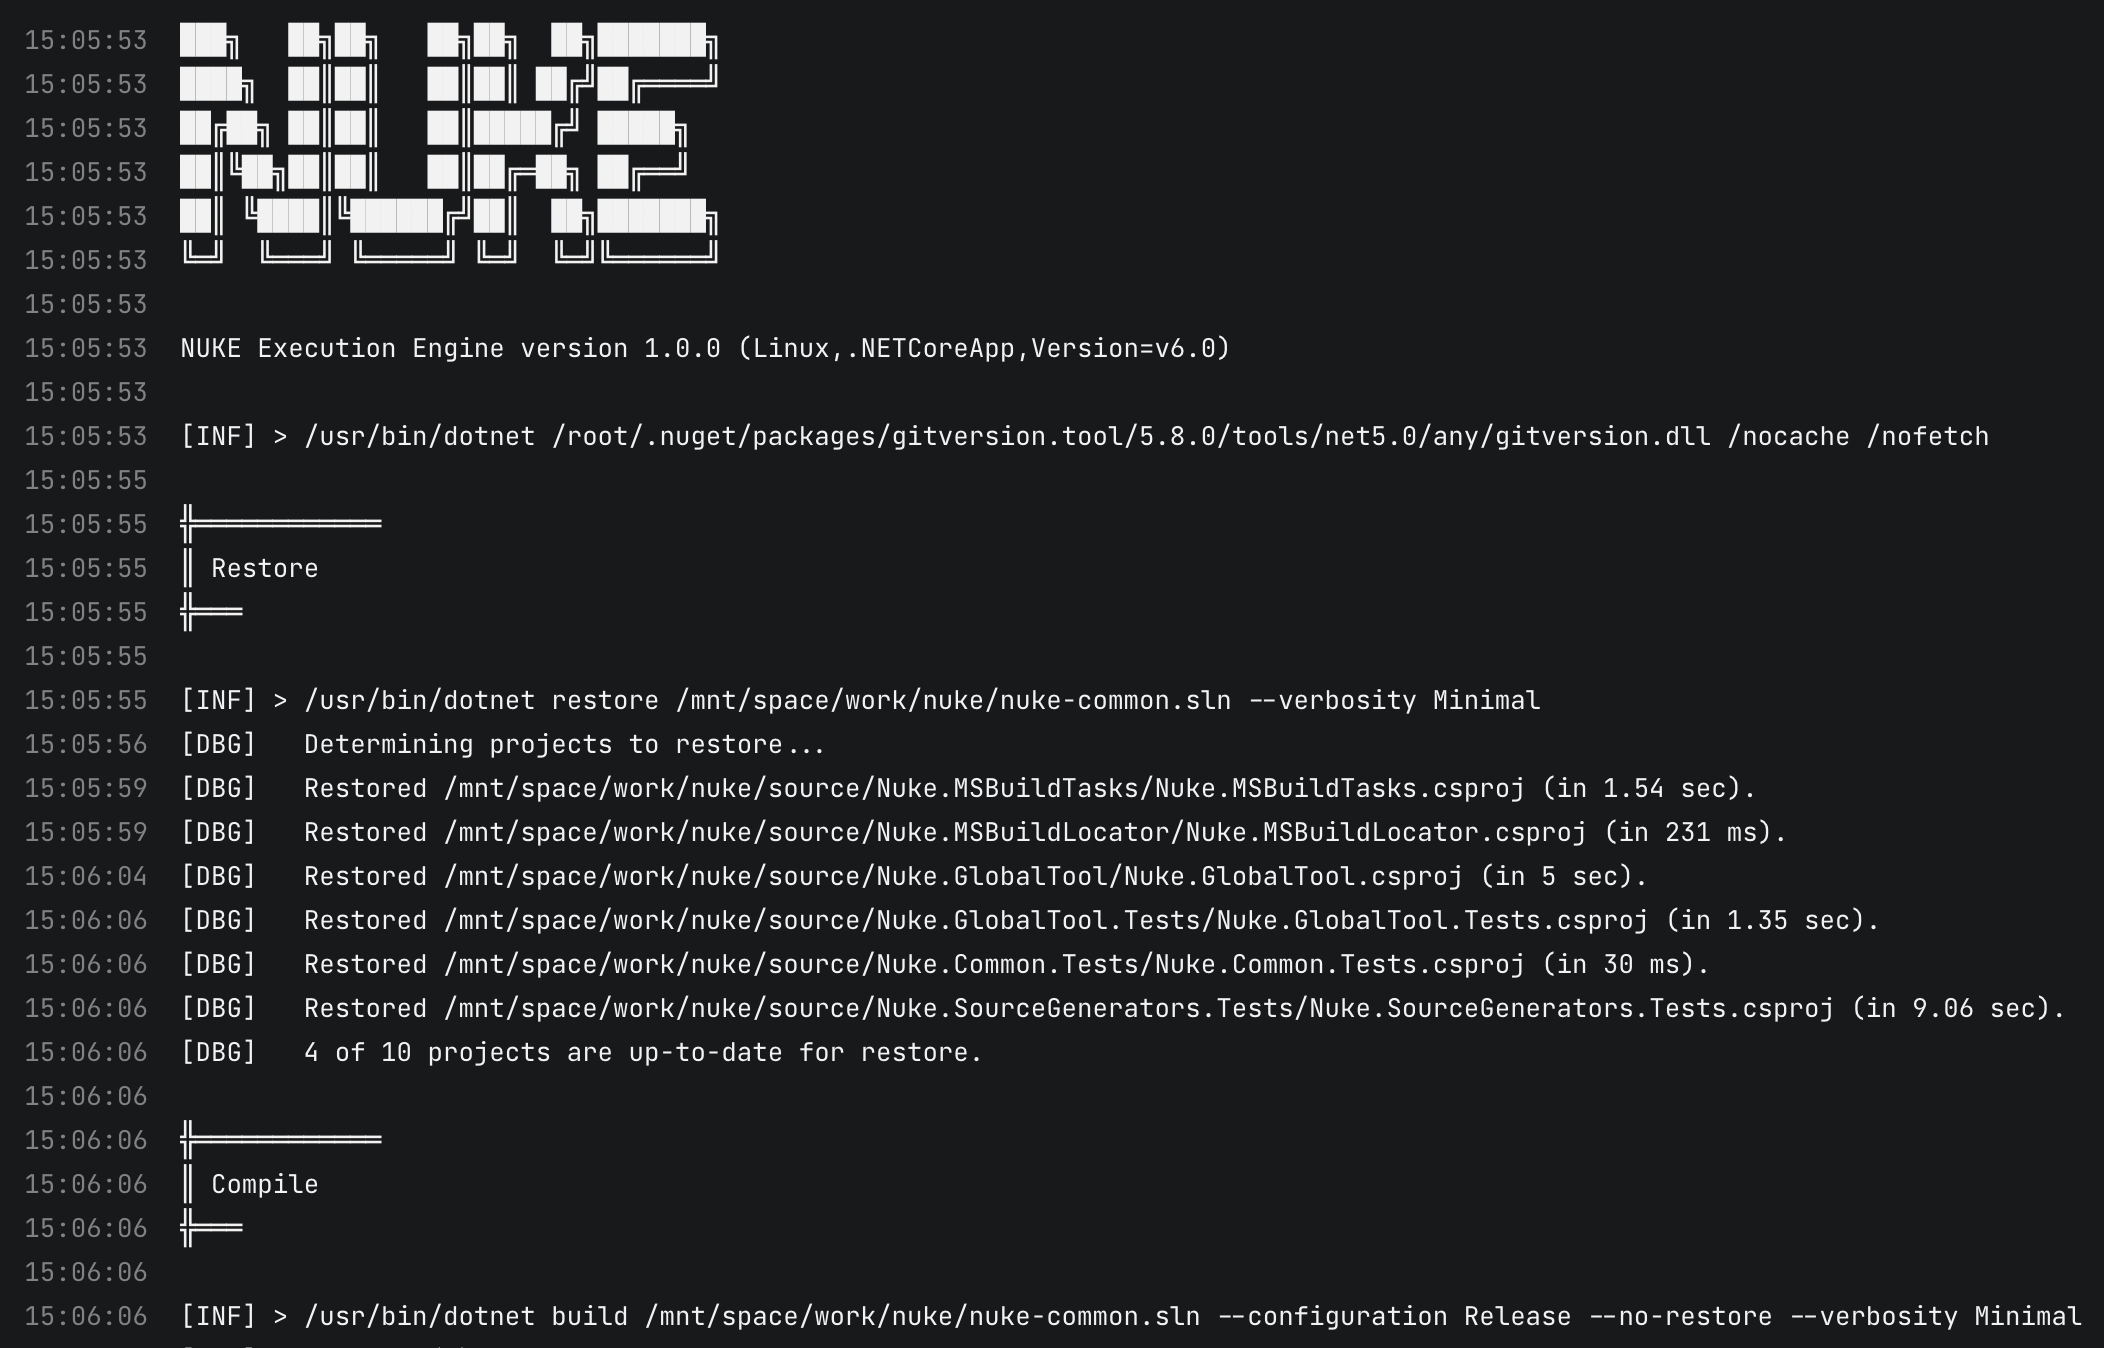 15:05:53 ███╗   ██╗██╗   ██╗██╗  ██╗███████╗
15:05:53 ████╗  ██║██║   ██║██║ ██╔╝██╔════╝
15:05:53 ██╔██╗ ██║██║   ██║█████╔╝ █████╗
15:05:53 ██║╚██╗██║██║   ██║██╔═██╗ ██╔══╝
15:05:53 ██║ ╚████║╚██████╔╝██║  ██╗███████╗
15:05:53 ╚═╝  ╚═══╝ ╚═════╝ ╚═╝  ╚═╝╚══════╝
15:05:53
15:05:53 NUKE Execution Engine version 1.0.0 (Linux,.NETCoreApp,Version=v6.0)
15:05:53
15:05:53 [INF] > /usr/bin/dotnet /root/.nuget/packages/gitversion.tool/5.8.0/tools/net5.0/any/gitversion.dll /nocache /nofetch
15:05:55
15:05:55 ╬════════════
15:05:55 ║ Restore
15:05:55 ╬═══
15:05:55
15:05:55 [INF] > /usr/bin/dotnet restore /mnt/space/work/nuke/nuke-common.sln --verbosity Minimal
15:05:56 [DBG]   Determining projects to restore...
15:05:59 [DBG]   Restored /mnt/space/work/nuke/source/Nuke.MSBuildTasks/Nuke.MSBuildTasks.csproj (in 1.54 sec).
15:05:59 [DBG]   Restored /mnt/space/work/nuke/source/Nuke.MSBuildLocator/Nuke.MSBuildLocator.csproj (in 231 ms).
15:06:04 [DBG]   Restored /mnt/space/work/nuke/source/Nuke.GlobalTool/Nuke.GlobalTool.csproj (in 5 sec).
15:06:06 [DBG]   Restored /mnt/space/work/nuke/source/Nuke.GlobalTool.Tests/Nuke.GlobalTool.Tests.csproj (in 1.35 sec).
15:06:06 [DBG]   Restored /mnt/space/work/nuke/source/Nuke.Common.Tests/Nuke.Common.Tests.csproj (in 30 ms).
15:06:06 [DBG]   Restored /mnt/space/work/nuke/source/Nuke.SourceGenerators.Tests/Nuke.SourceGenerators.Tests.csproj (in 9.06 sec).
15:06:06 [DBG]   4 of 10 projects are up-to-date for restore.
15:06:06
15:06:06 ╬════════════
15:06:06 ║ Compile
15:06:06 ╬═══
15:06:06
15:06:06 [INF] > /usr/bin/dotnet build /mnt/space/work/nuke/nuke-common.sln --configuration Release --no-restore --verbosity Minimal